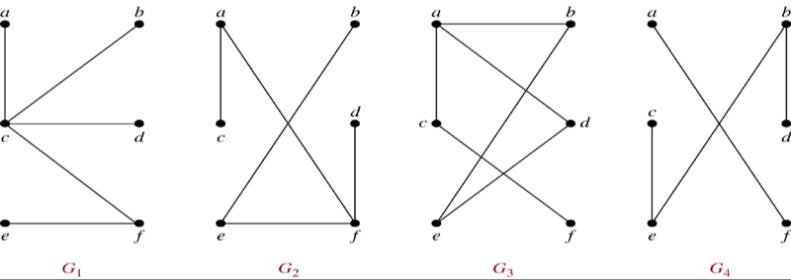 a b a b a b a b
d c
c d c c d d
e f e f e f e f
G1 G2 G3 G4